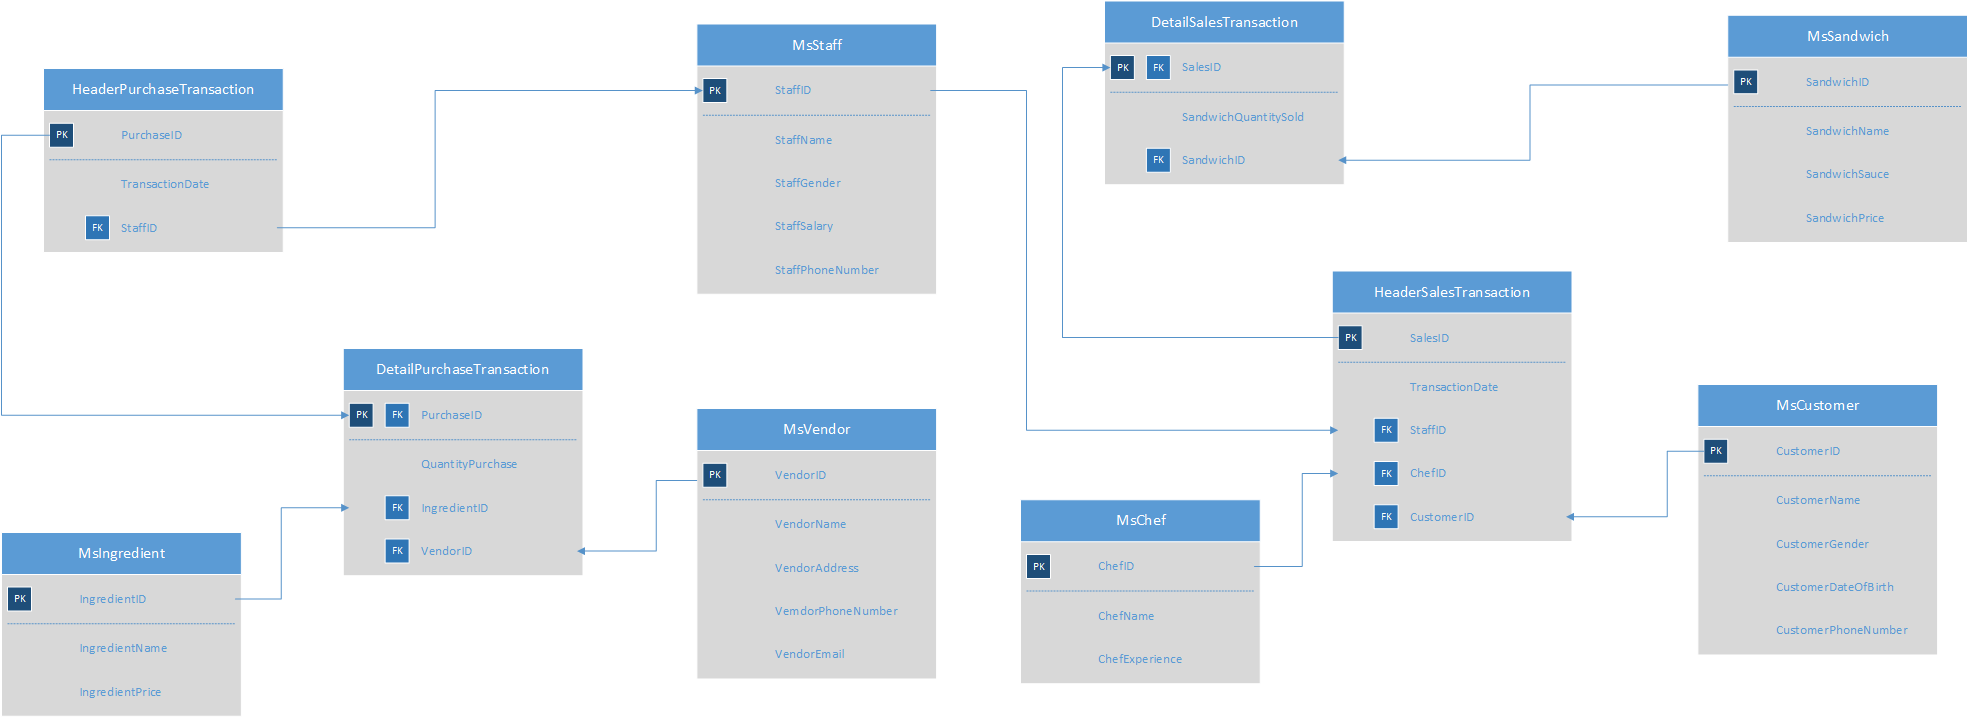 HeaderPurchaseTransaction
PK PurchaseID
TransactionDate
FK StaffID
MsStaff
PK StaffID
StaffName
StaffGender
StaffSalary
StaffPhoneNumber
DetailSalesTransaction
PK FK SalesID
SandwichQuantitySold
FK SandwichID
MsSandwich
PK SandwichID
SandwichName
SandwichSauce
SandwichPrice
HeaderSalesTransaction
PK SalesID
TransactionDate
FK StaffID
FK ChefID
FK CustomerID
DetailPurchaseTransaction
PK FK PurchaseID
QuantityPurchase
FK IngredientID
FK VendorID
MsVendor
PK VendorID
VendorName
VendorAddress
VemdorPhoneNumber
VendorEmail
MsCustomer
PK CustomerID
CustomerName
CustomerGender
CustomerDateOfBirth
CustomerPhoneNumber
MsChef
PK ChefID
ChefName
ChefExperience
MsIngredient
PK IngredientID
IngredientName
IngredientPrice